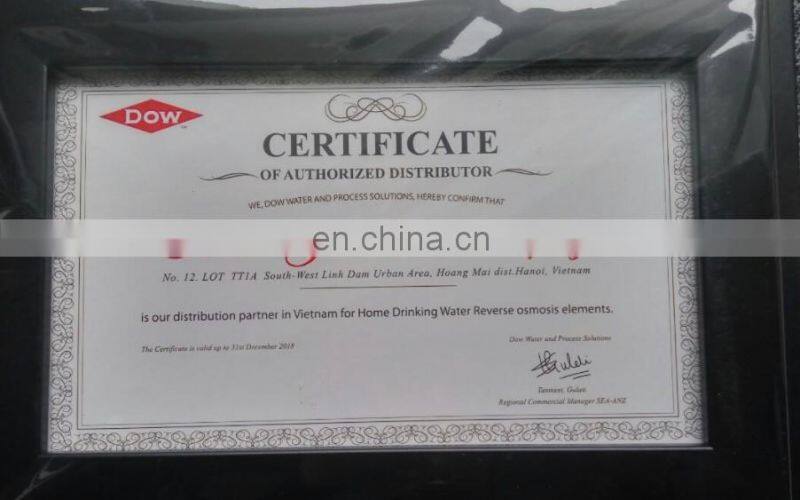 DOW
CERTIFICATE
OF AUTHORIZED DISTRIBUTOR
WE, DOW WATER AND PROCESS SOLUTIONS, HEREBY CONFIRM THAT
en.china.cn
No. 12. LOT TT1A South-West Linh Dam Urban Area, Hoang Mai dist.Hanoi, Vietnam
is our distribution partner in Vietnam for Home Drinking Water Reverse osmosis elements.
The Certificate is valid up to 31st December 2018
Dow Water and Process Solutions
Regional Commercial Manager SEA-ANZ